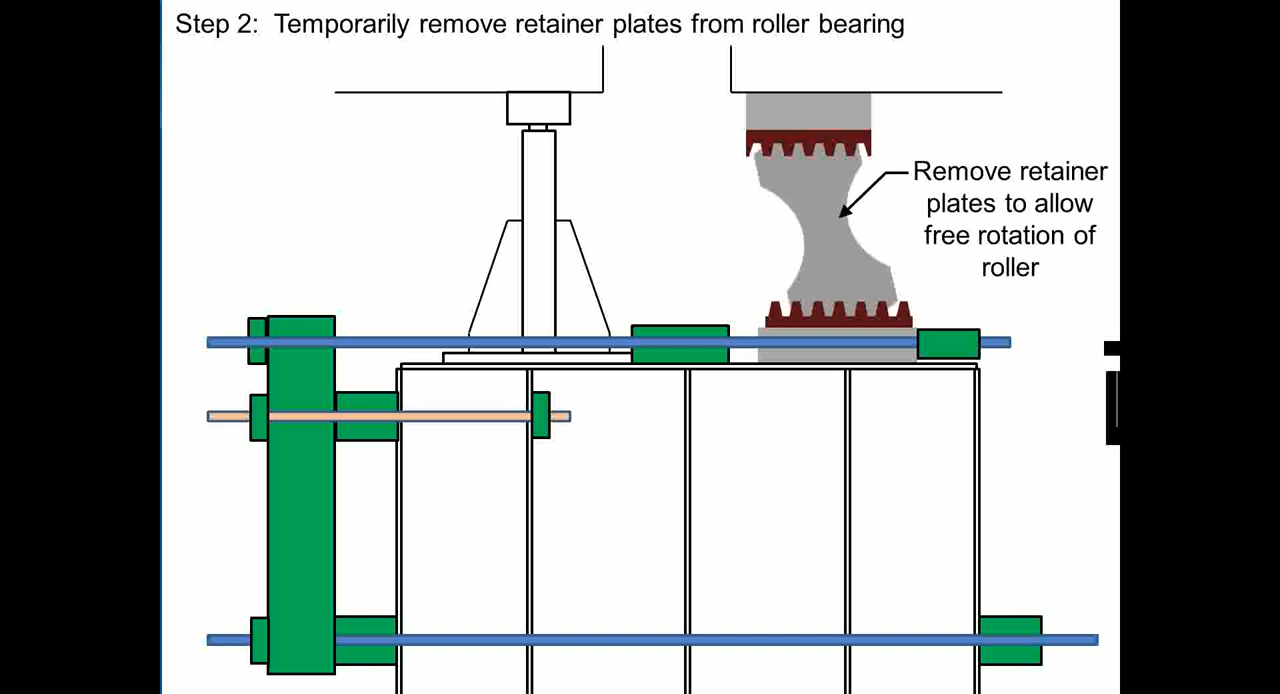 Step 2:  Temporarily remove retainer plates from roller bearing
Remove retainer
plates to allow
free rotation of
roller